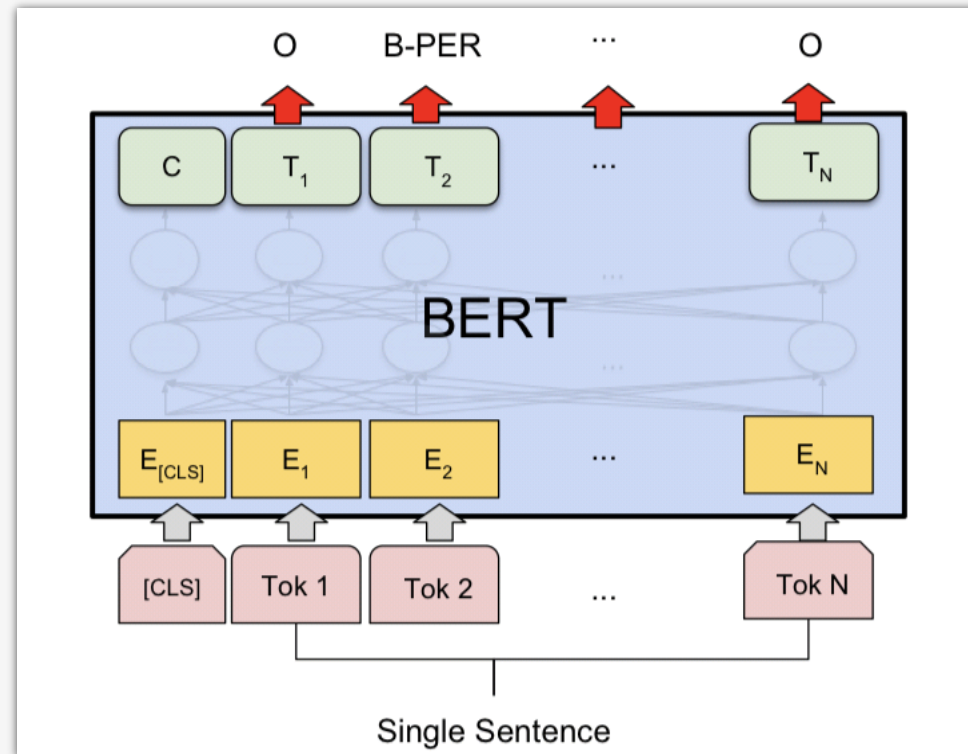 O B-PER ... O
C T1 T2 ... TN
...
BERT
...
E[CLS] E1 E2 ... EN
[CLS] Tok 1 Tok 2 ... Tok N
Single Sentence